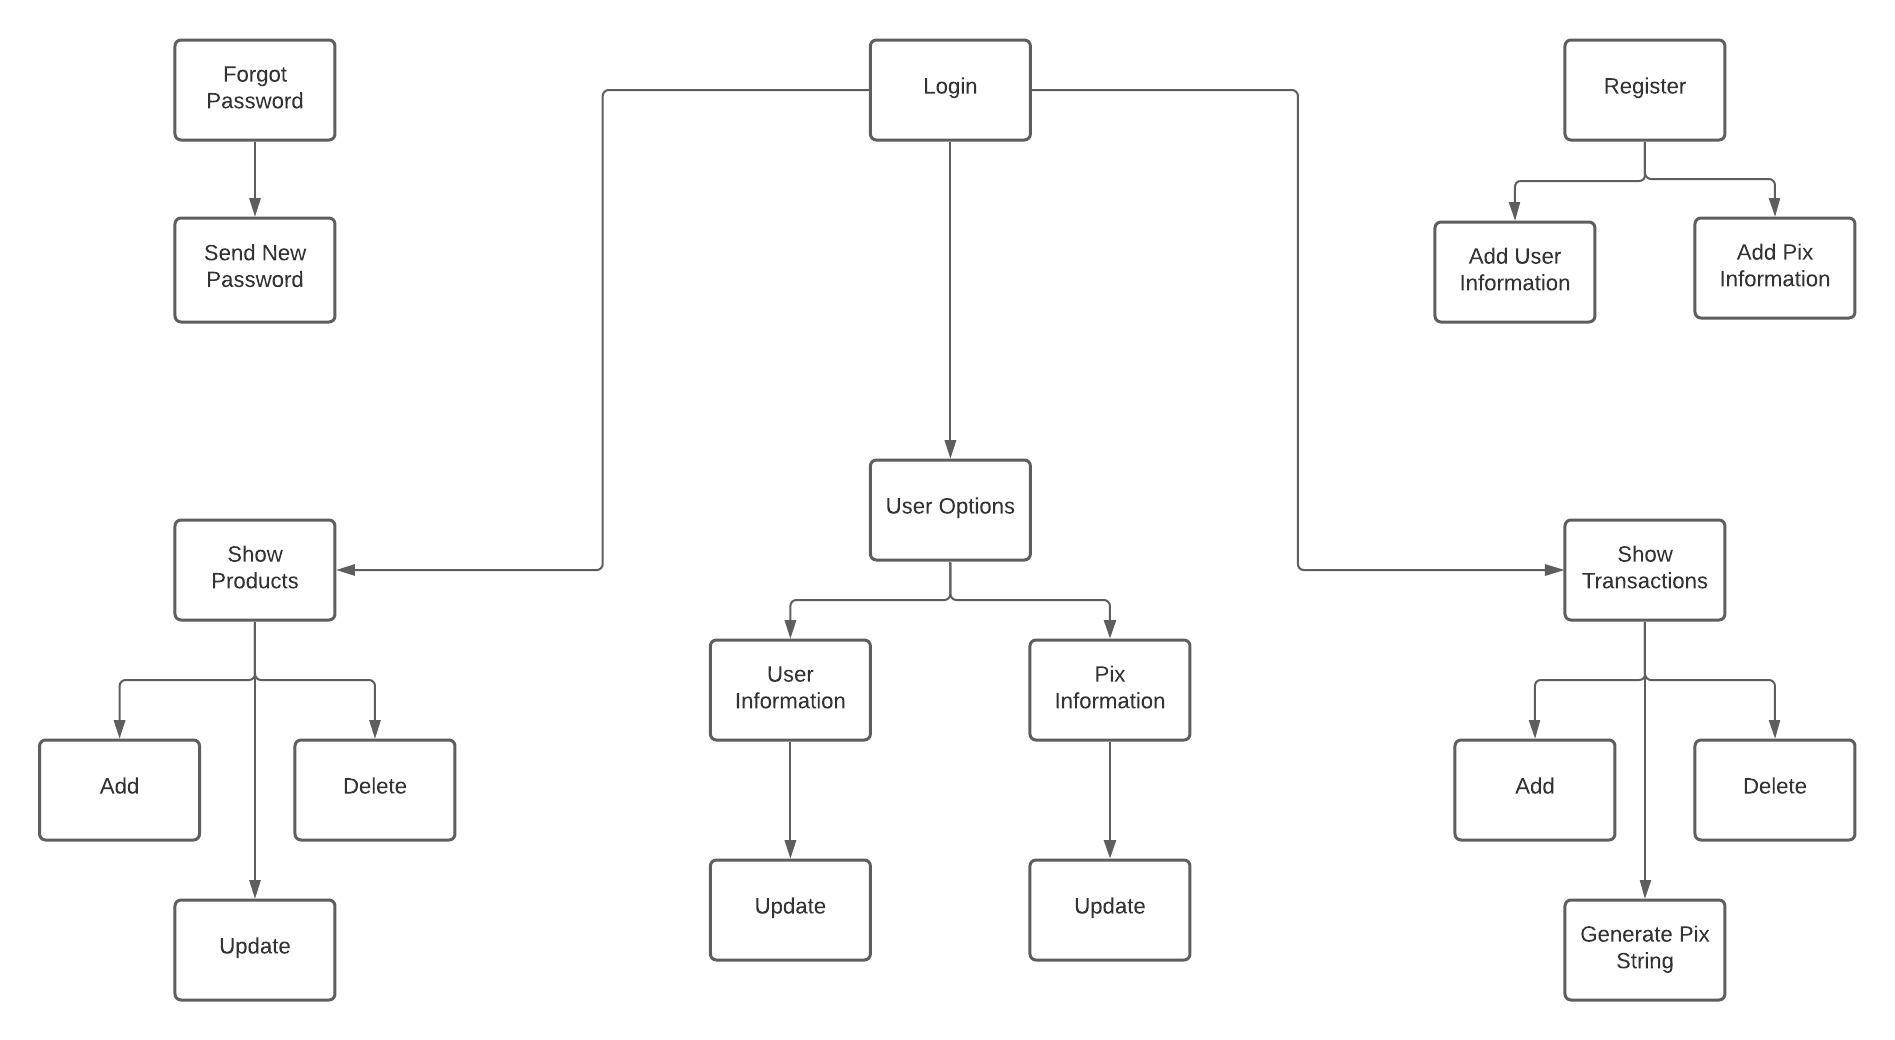 Forgot
Password
Login
Register
Send New
Password
Add User
Information
Add Pix
Information
User Options
Show
Products
Show
Transactions
User
Information
Pix
Information
Add
Delete
Add
Delete
Update
Update
Update
Generate Pix
String